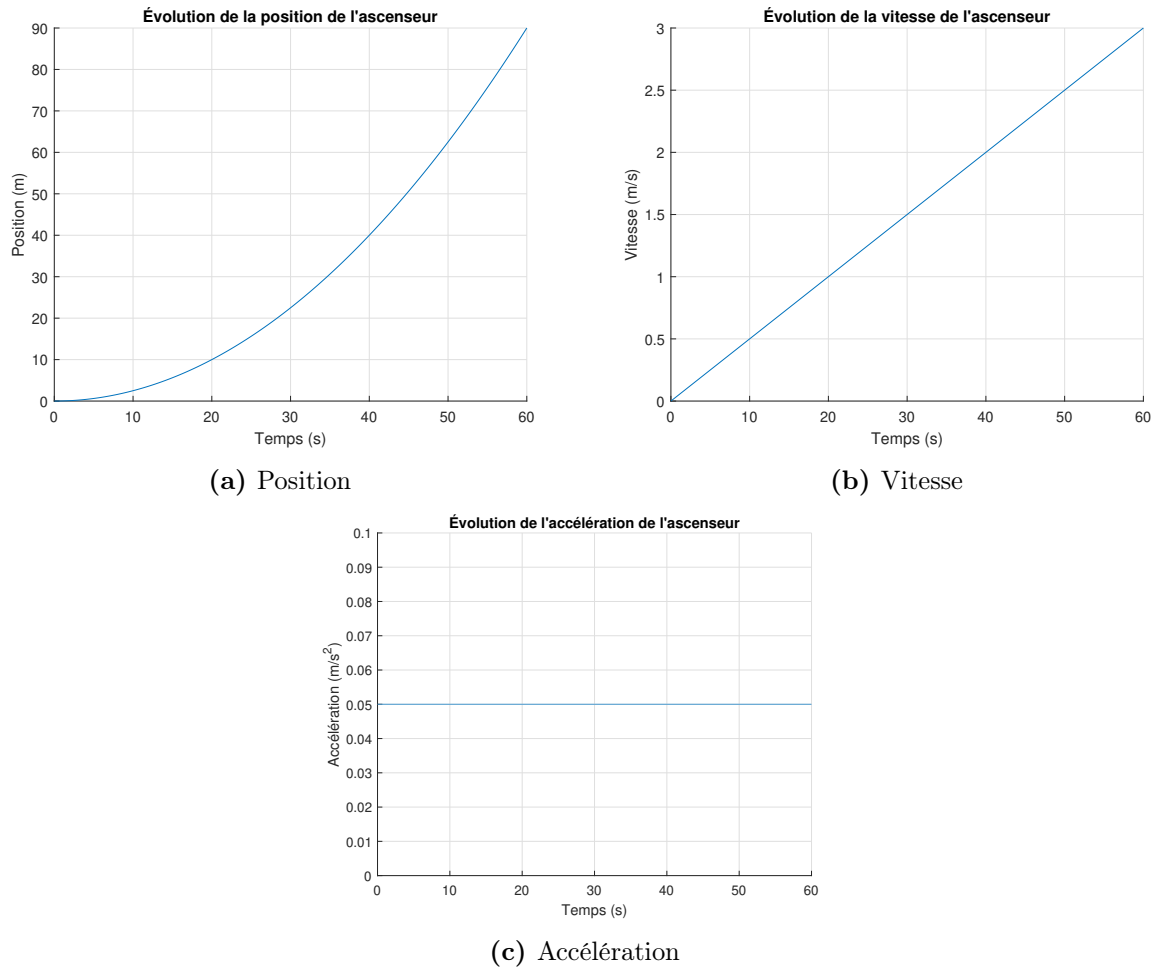 Évolution de la position de l'ascenseur
90
80
70
60
50
40
30
20
10
0
Position (m)
0 10 20 30 40 50 60
Temps (s)
(a) Position
Évolution de la vitesse de l'ascenseur
3
2.5
2
1.5
1
0.5
0
Vitesse (m/s)
0 10 20 30 40 50 60
Temps (s)
(b) Vitesse
Évolution de l'accélération de l'ascenseur
0.1
0.09
0.08
0.07
0.06
0.05
0.04
0.03
0.02
0.01
0
Accélération (m/s²)
0 10 20 30 40 50 60
Temps (s)
(c) Accélération